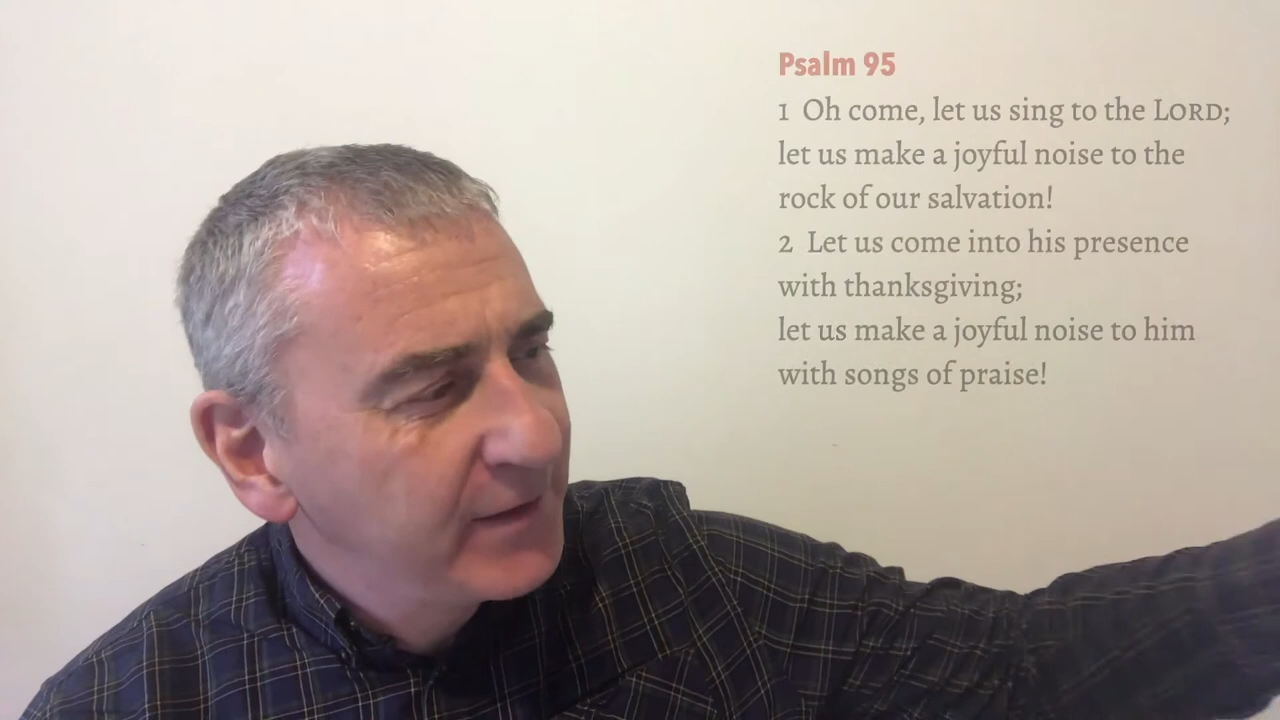 Psalm 95
1 Oh come, let us sing to the LORD;
let us make a joyful noise to the
rock of our salvation!
2 Let us come into his presence
with thanksgiving;
let us make a joyful noise to him
with songs of praise!